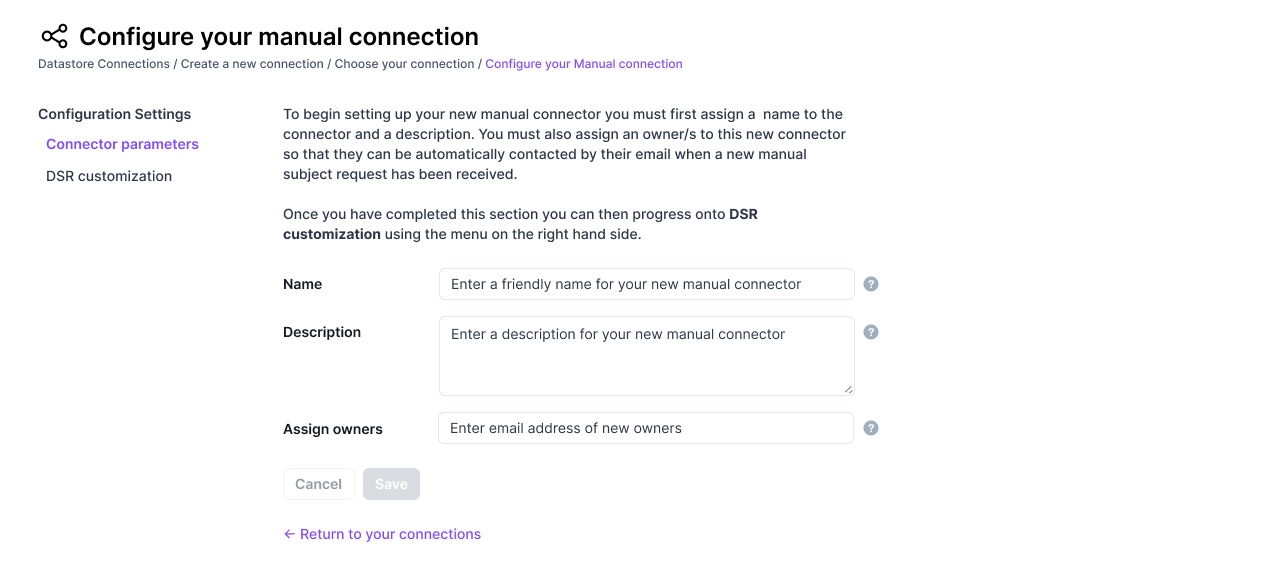 Configure your manual connection
Datastore Connections / Create a new connection / Choose your connection / Configure your Manual connection
Configuration Settings
Connector parameters
DSR customization
To begin setting up your new manual connector you must first assign a  name to the
connector and a description. You must also assign an owner/s to this new connector
so that they can be automatically contacted by their email when a new manual
subject request has been received.
Once you have completed this section you can then progress onto DSR
customization using the menu on the right hand side.
Name
Enter a friendly name for your new manual connector
?
Description
Enter a description for your new manual connector
?
Assign owners
Enter email address of new owners
?
Cancel
Save
← Return to your connections